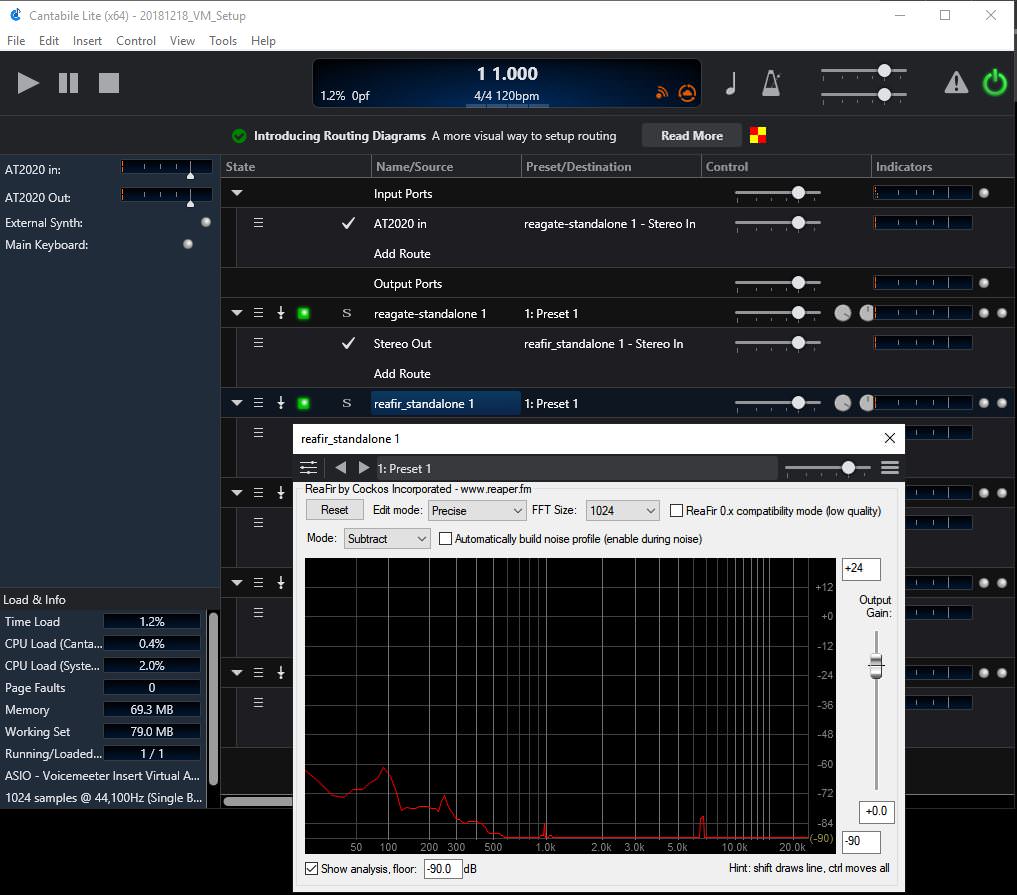 Cantabile Lite (x64) - 20181218_VM_Setup
File Edit Insert Control View Tools Help
1 1.000
1.2% 0pf 4/4 120bpm
Introducing Routing Diagrams A more visual way to setup routing Read More
AT2020 in:
AT2020 Out:
External Synth:
Main Keyboard:
State Name/Source Preset/Destination Control Indicators
Input Ports
AT2020 in reagate-standalone 1 - Stereo In
Add Route
Output Ports
S reagate-standalone 1 1: Preset 1
Stereo Out reafir_standalone 1 - Stereo In
Add Route
S reafir_standalone 1 1: Preset 1
Load & Info
Time Load 1.2%
CPU Load (Canta... 0.4%
CPU Load (Syste... 2.0%
Page Faults 0
Memory 69.3 MB
Working Set 79.0 MB
Running/Loaded... 1 / 1
ASIO - Voicemeeter Insert Virtual A...
1024 samples @ 44,100Hz (Single B...
reafir_standalone 1
1: Preset 1
ReaFir by Cockos Incorporated - www.reaper.fm
Reset Edit mode: Precise FFT Size: 1024 ReaFir 0.x compatibility mode (low quality)
Mode: Subtract Automatically build noise profile (enable during noise)
+24
Output
Gain:
+12
+0
-12
-24
-36
-48
-60
-72
-84
(-90)
50 100 200 300 500 1.0k 2.0k 3.0k 5.0k 10.0k 20.0k
+0.0
-90
Show analysis, floor: -90.0 dB Hint: shift draws line, ctrl moves all